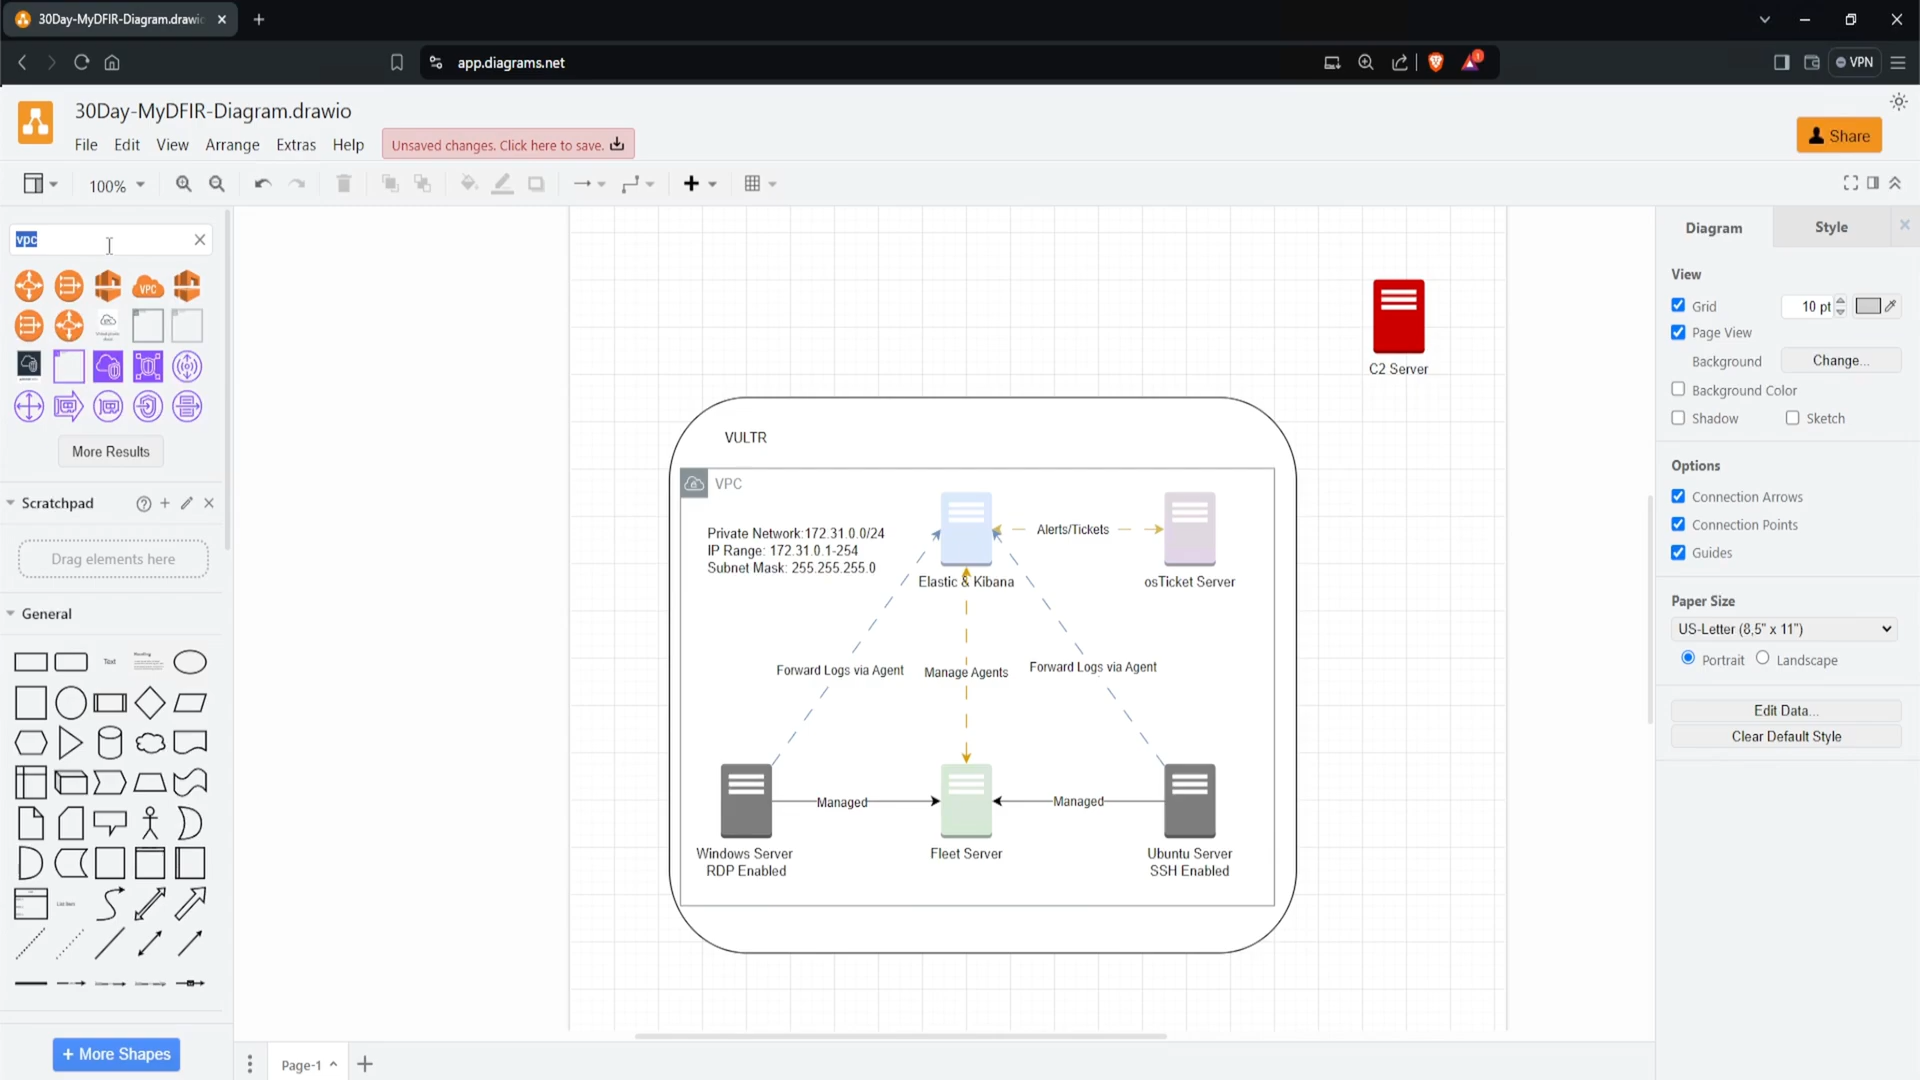 30Day-MyDFIR-Diagram.drawio
app.diagrams.net
1
VPN
30Day-MyDFIR-Diagram.drawio
File Edit View Arrange Extras Help
Unsaved changes. Click here to save.
Share
100%
vpc
VPC
More Results
Scratchpad
Drag elements here
General
Text
Heading
List Item
+ More Shapes
C2 Server
VULTR
VPC
Private Network:172.31.0.0/24
IP Range: 172.31.0.1-254
Subnet Mask: 255.255.255.0
Elastic & Kibana
Alerts/Tickets
osTicket Server
Forward Logs via Agent
Manage Agents
Forward Logs via Agent
Managed
Managed
Windows Server
RDP Enabled
Fleet Server
Ubuntu Server
SSH Enabled
Page-1
Diagram
Style
View
Grid
10 pt
Page View
Background
Change...
Background Color
Shadow
Sketch
Options
Connection Arrows
Connection Points
Guides
Paper Size
US-Letter (8,5" x 11")
Portrait
Landscape
Edit Data...
Clear Default Style